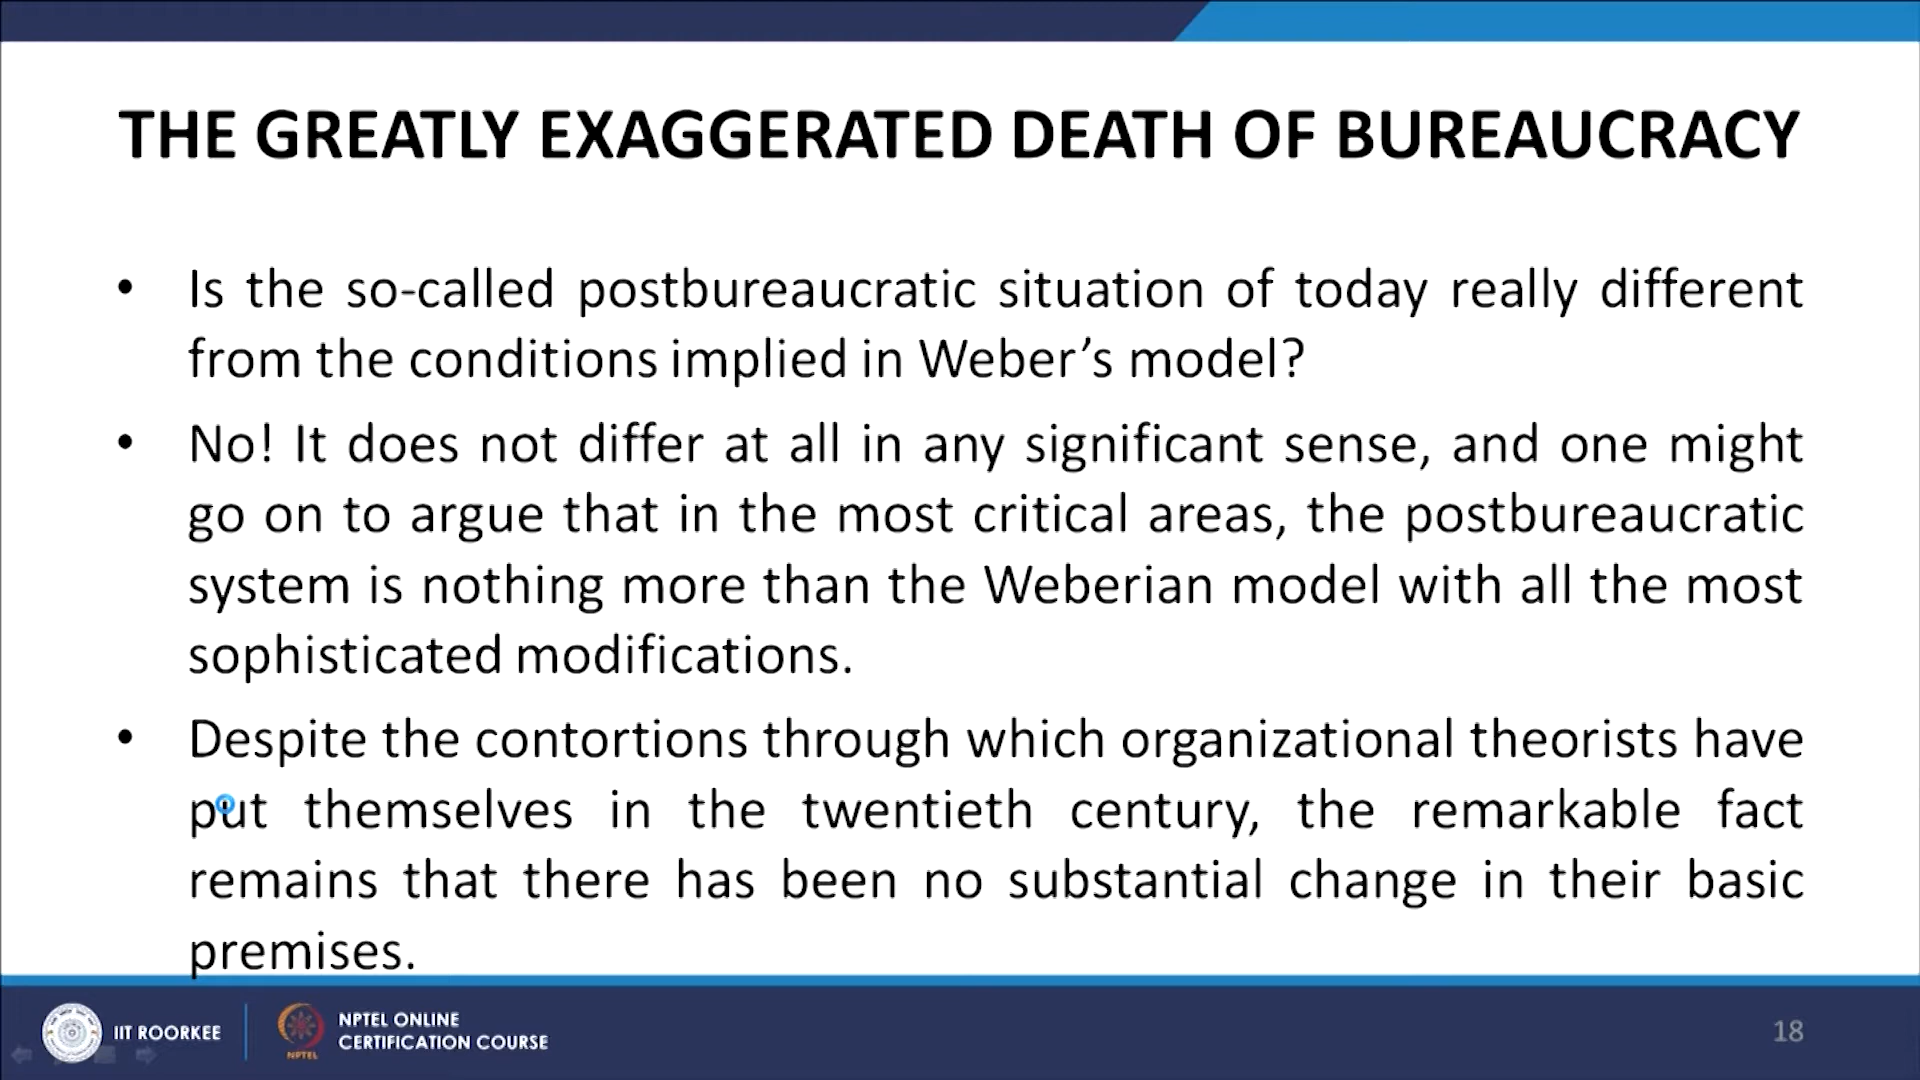 THE GREATLY EXAGGERATED DEATH OF BUREAUCRACY
• Is the so-called postbureaucratic situation of today really different
from the conditions implied in Weber’s model?
• No! It does not differ at all in any significant sense, and one might
go on to argue that in the most critical areas, the postbureaucratic
system is nothing more than the Weberian model with all the most
sophisticated modifications.
• Despite the contortions through which organizational theorists have
put themselves in the twentieth century, the remarkable fact
remains that there has been no substantial change in their basic
premises.
IIT ROORKEE
NPTEL
NPTEL ONLINE
CERTIFICATION COURSE
18